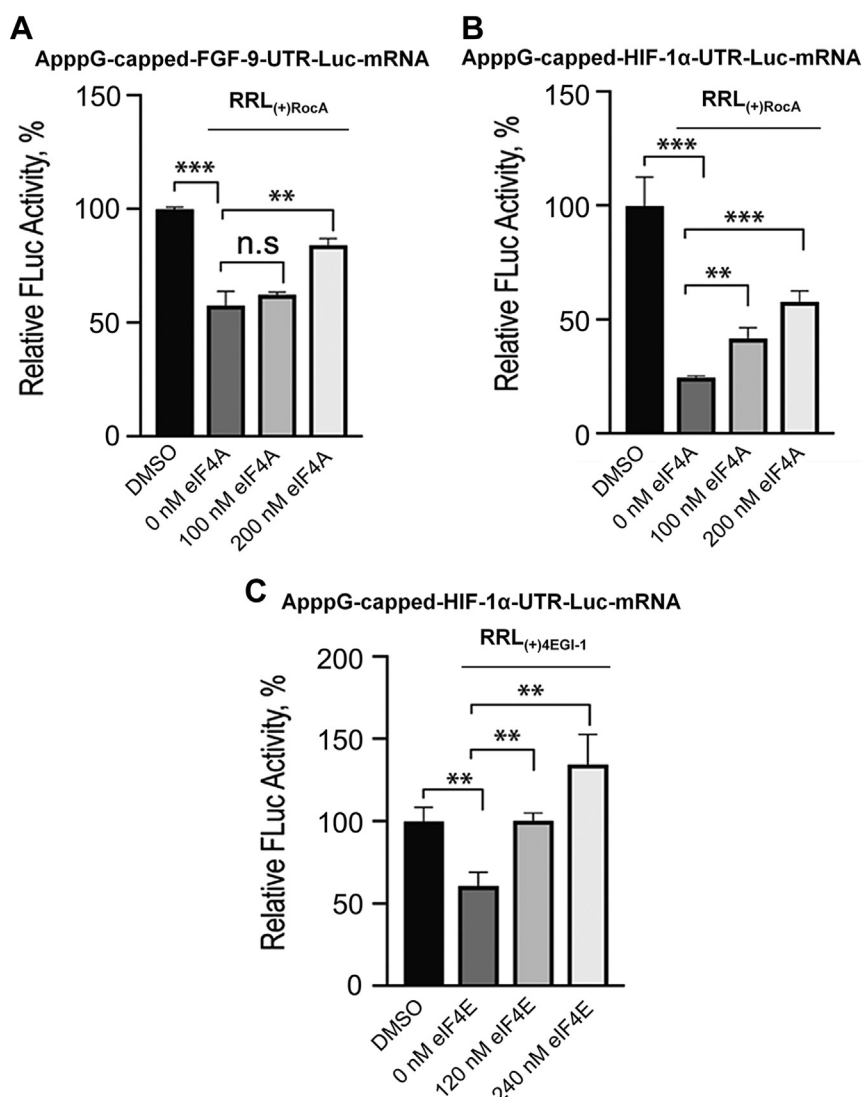 A
ApppG-capped-FGF-9-UTR-Luc-mRNA
RRL(+)RocA
Relative FLuc Activity, %
150
100
50
0
***
**
n.s
DMSO
0 nM eIF4A
100 nM eIF4A
200 nM eIF4A
B
ApppG-capped-HIF-1α-UTR-Luc-mRNA
RRL(+)RocA
Relative FLuc Activity, %
150
100
50
0
***
***
**
DMSO
0 nM eIF4A
100 nM eIF4A
200 nM eIF4A
C
ApppG-capped-HIF-1α-UTR-Luc-mRNA
RRL(+)4EGI-1
Relative FLuc Activity, %
200
150
100
50
0
**
**
**
DMSO
0 nM eIF4E
120 nM eIF4E
240 nM eIF4E